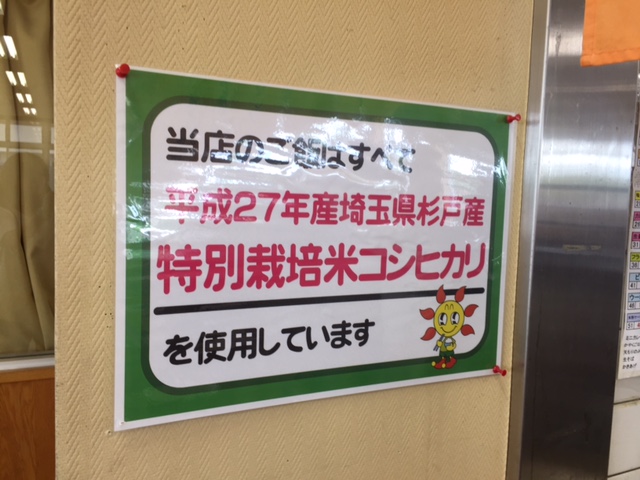 当店のご飯はすべて
平成27年産埼玉県杉戸産
特別栽培米コシヒカリ
を使用しています